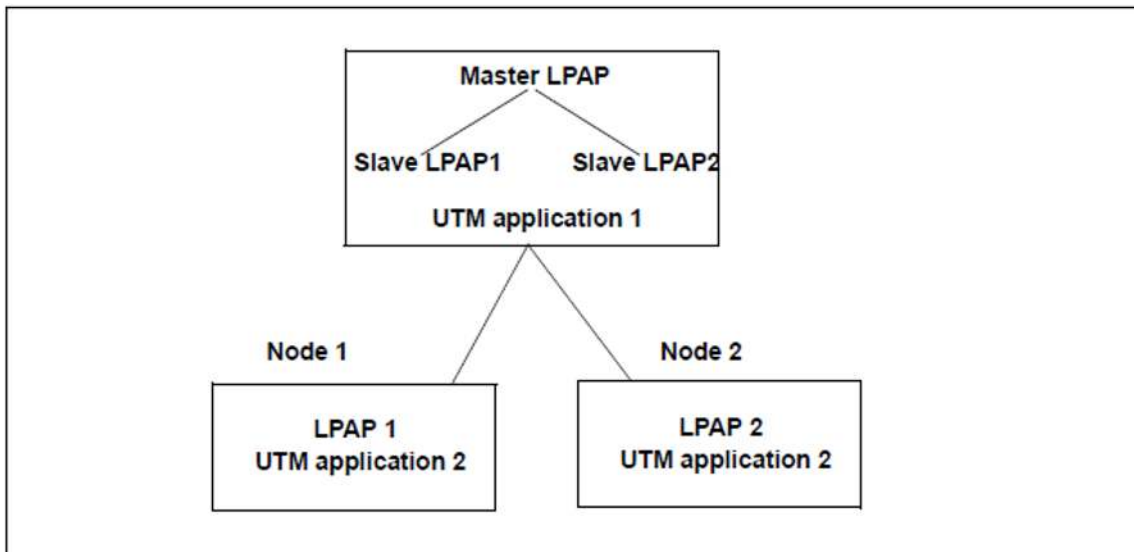 Master LPAP
Slave LPAP1
Slave LPAP2
UTM application 1
Node 1
Node 2
LPAP 1
UTM application 2
LPAP 2
UTM application 2